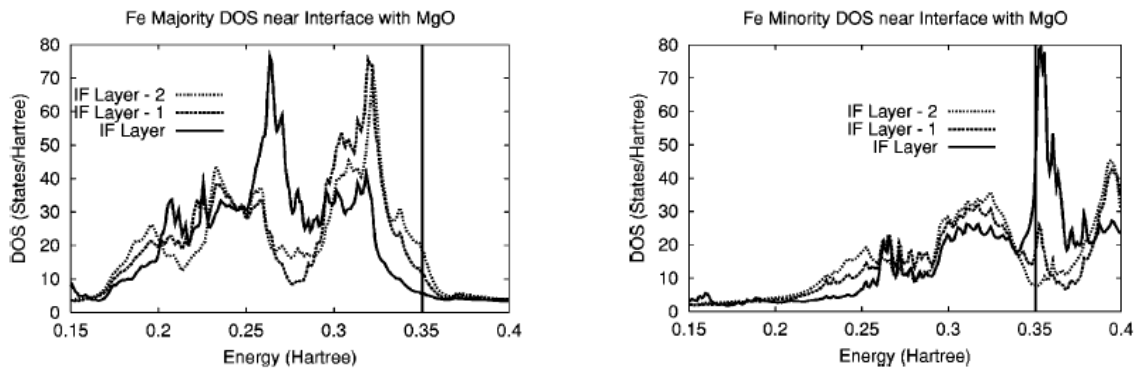 Fe Majority DOS near Interface with MgO
80
70
60
50
40
30
20
10
0
DOS (States/Hartree)
IF Layer - 2
IF Layer - 1
IF Layer
0.15
0.2
0.25
0.3
0.35
0.4
Energy (Hartree)
Fe Minority DOS near Interface with MgO
80
70
60
50
40
30
20
10
0
DOS (States/Hartree)
IF Layer - 2
IF Layer - 1
IF Layer
0.15
0.2
0.25
0.3
0.35
0.4
Energy (Hartree)